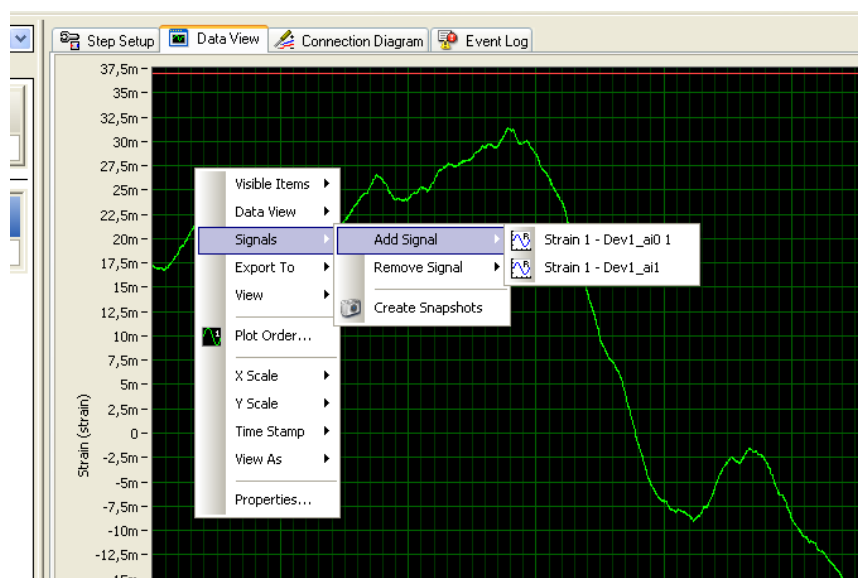 Step Setup Data View Connection Diagram Event Log
37,5m
35m
32,5m
30m
27,5m
25m
22,5m
20m
17,5m
15m
12,5m
10m
7,5m
5m
2,5m
0
-2,5m
-5m
-7,5m
-10m
-12,5m
Strain (strain)
Visible Items
Data View
Signals
Export To
View
Plot Order...
X Scale
Y Scale
Time Stamp
View As
Properties...
Add Signal
Remove Signal
Create Snapshots
Strain 1 - Dev1_ai0 1
Strain 1 - Dev1_ai1